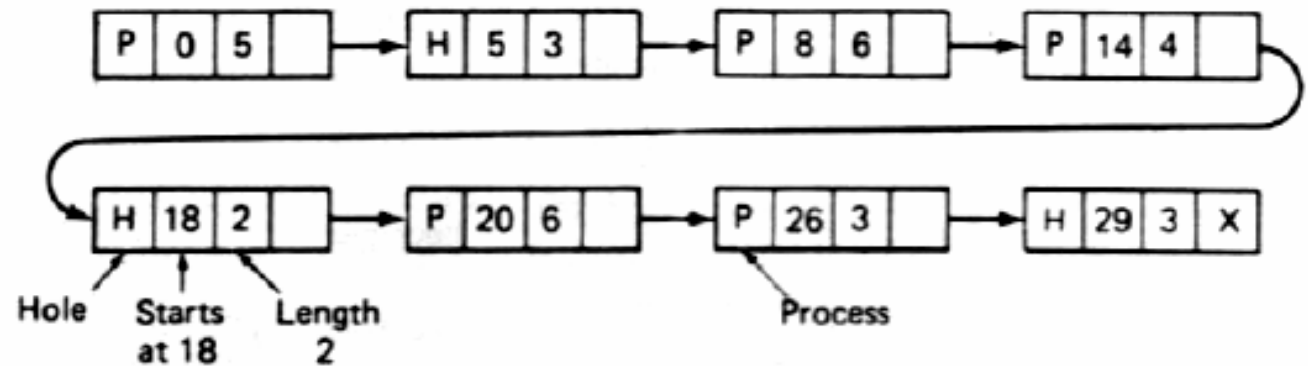 P 0 5 H 5 3 P 8 6 P 14 4
H 18 2 P 20 6 P 26 3 H 29 3 X
Hole Starts Length Process
at 18 2